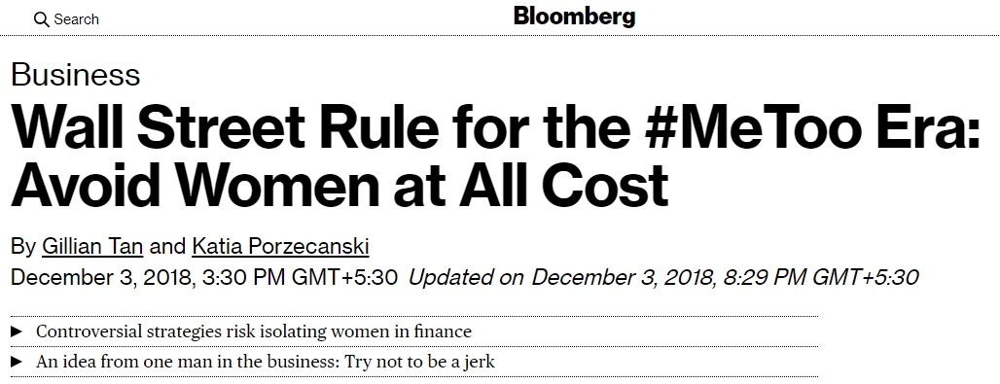 Search
Bloomberg
Business
Wall Street Rule for the #MeToo Era:
Avoid Women at All Cost
By Gillian Tan and Katia Porzecanski
December 3, 2018, 3:30 PM GMT+5:30 Updated on December 3, 2018, 8:29 PM GMT+5:30
Controversial strategies risk isolating women in finance
An idea from one man in the business: Try not to be a jerk